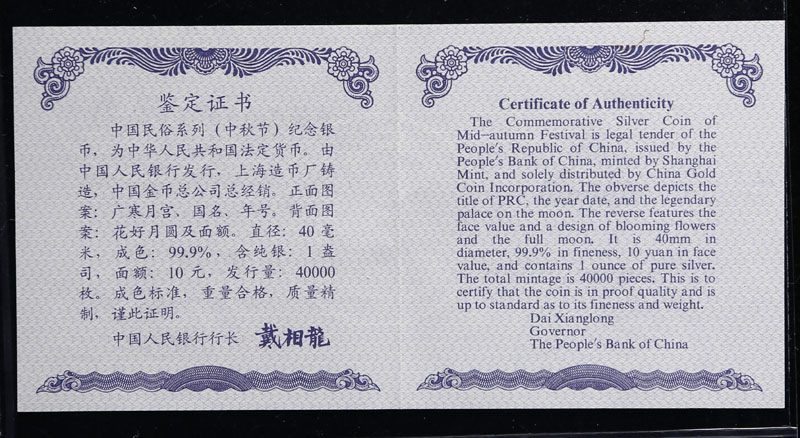 鉴定证书
中国民俗系列（中秋节）纪念银
币，为中华人民共和国法定货币。由
中国人民银行发行，上海造币厂铸
造，中国金币总公司总经销。正面图
案：广寒月宫、国名、年号。背面图
案：花好月圆及面额。直径：40毫
米，成色：99.9%，含纯银：1盎
司，面额：10元，发行量：40000
枚。成色标准，重量合格，质量精
制，谨此证明。
中国人民银行行长 戴相龍
Certificate of Authenticity
The Commemorative Silver Coin of
Mid-autumn Festival is legal tender of the
People's Republic of China, issued by the
People's Bank of China, minted by Shanghai
Mint, and solely distributed by China Gold
Coin Incorporation. The obverse depicts the
title of PRC, the year date, and the legendary
palace on the moon. The reverse features the
face value and a design of blooming flowers
and the full moon. It is 40mm in
diameter, 99.9% in fineness, 10 yuan in face
value, and contains 1 ounce of pure silver.
The total mintage is 40000 pieces. This is to
certify that the coin is in proof quality and is
up to standard as to its fineness and weight.
Dai Xianglong
Governor
The People's Bank of China